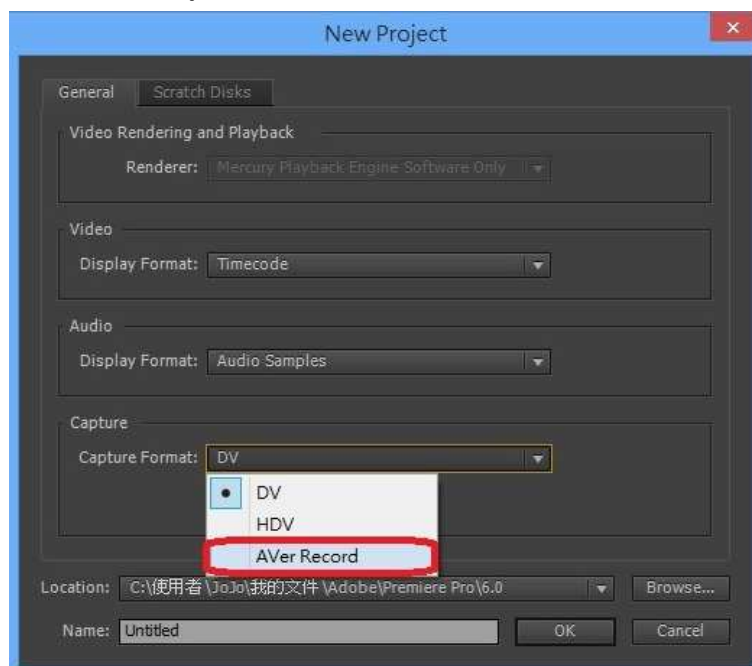 New Project
General Scratch Disks
Video Rendering and Playback
Renderer: Mercury Playback Engine Software Only
Video
Display Format: Timecode
Audio
Display Format: Audio Samples
Capture
Capture Format: DV
DV
HDV
AVer Record
Location: C:\使用者\JoJo\我的文件\Adobe\Premiere Pro\6.0 Browse...
Name: Untitled OK Cancel